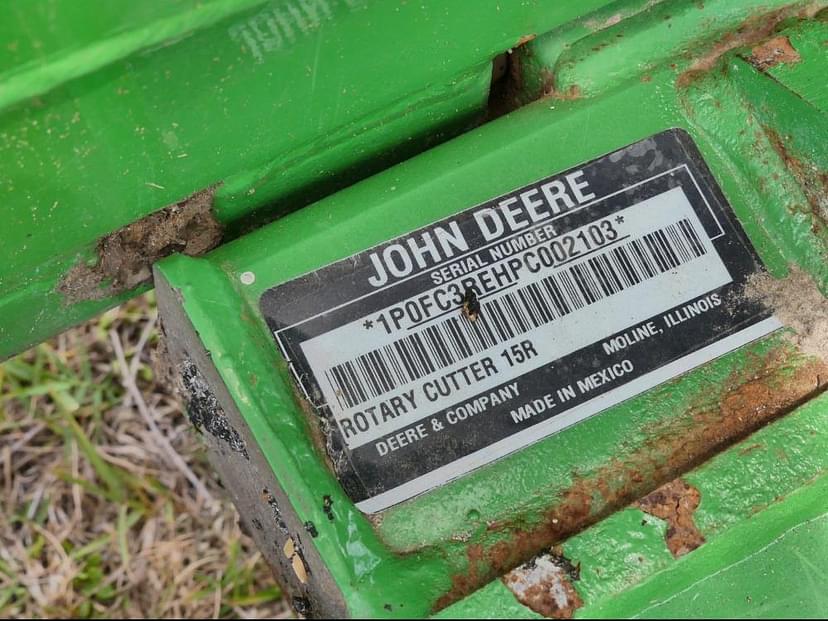 JOHN DEERE
SERIAL NUMBER
*1P0FC3REHPC002103*
ROTARY CUTTER 15R
DEERE & COMPANY MOLINE, ILLINOIS
MADE IN MEXICO